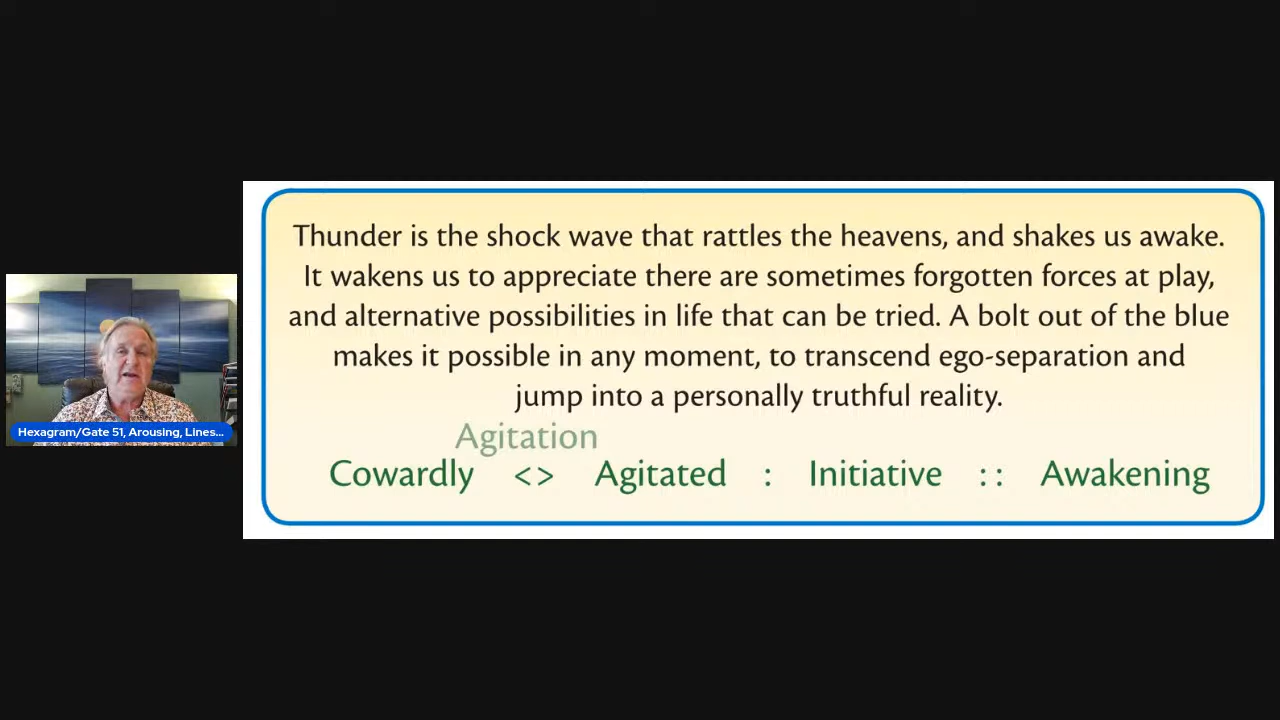 Thunder is the shock wave that rattles the heavens, and shakes us awake.
It wakens us to appreciate there are sometimes forgotten forces at play,
and alternative possibilities in life that can be tried. A bolt out of the blue
makes it possible in any moment, to transcend ego-separation and
jump into a personally truthful reality.
Agitation
Cowardly <> Agitated : Initiative :: Awakening
Hexagram/Gate 51, Arousing, Lines...